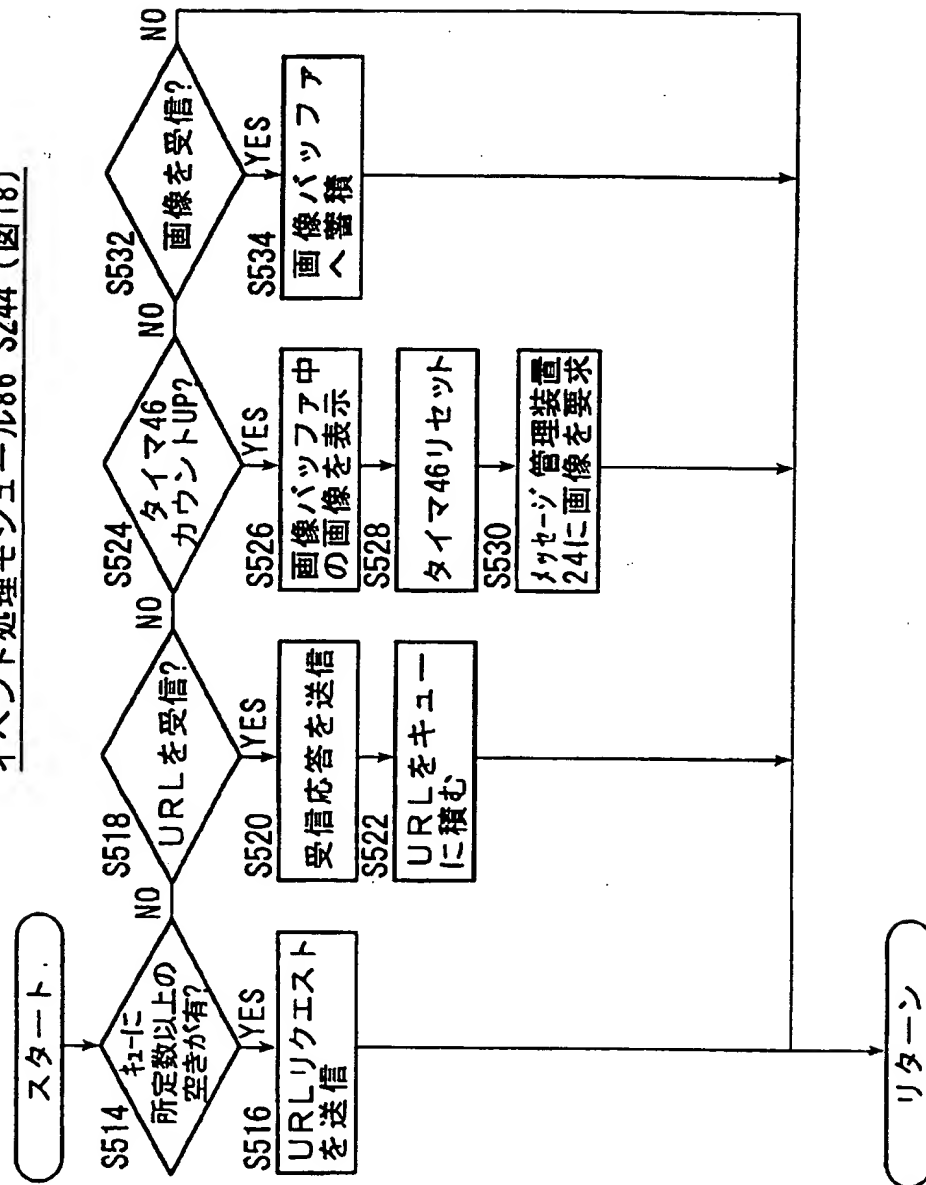 イベント処理モジュール86 S244 (図18)
スタート
S514
キューに
所定数以上の
空きが有?
NO
YES
S516
URLリクエスト
を送信
S518
URLを受信?
NO
YES
S520
受信応答を送信
S522
URLをキュー
に積む
S524
タイマ46
カウントUP?
NO
YES
S526
画像バッファ中
の画像を表示
S528
タイマ46リセット
S530
メッセージ管理装置
24に画像を要求
S532
画像を受信?
NO
YES
S534
画像バッファ
へ蓄積
リターン